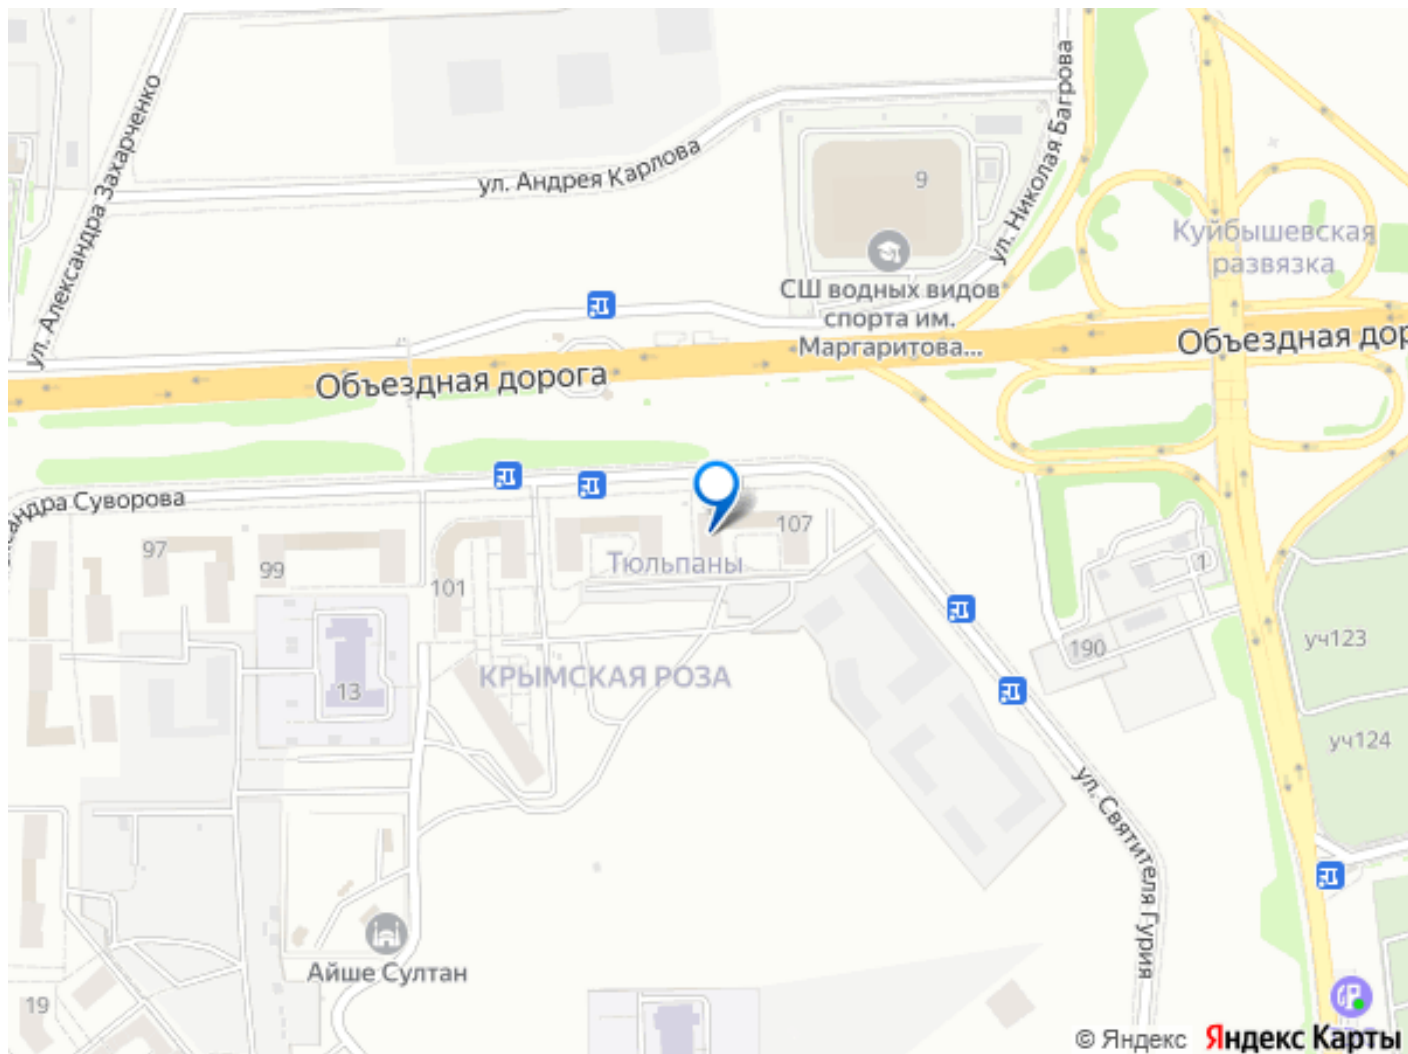 ул. Александра Захарченко
ул. Андрея Карлова
ул. Николая Багрова
9
Куйбышевская
развязка
СШ водных видов
спорта им.
Маргаритова...
Объездная дорога
Объездная дор
ксандра Суворова
97
99
101
107
Тюльпаны
1
190
уч123
КРЫМСКАЯ РОЗА
13
уч124
ул. Святителя Гурия
Айше Султан
19
© Яндекс Яндекс Карты